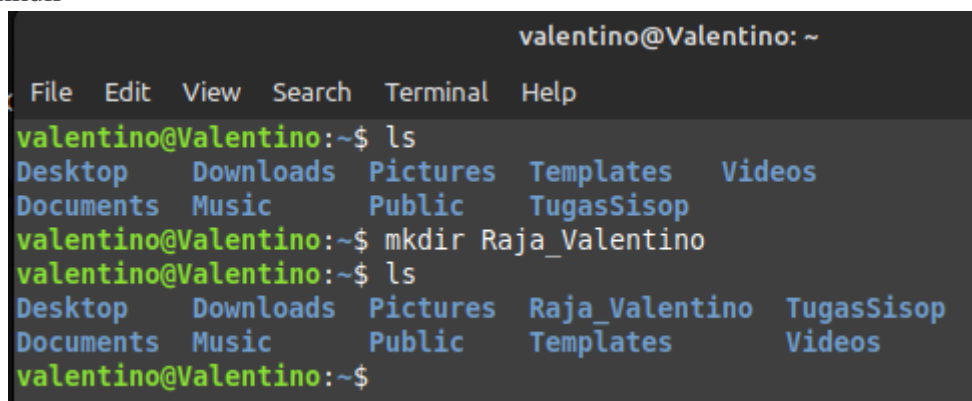 valentino@Valentino: ~
File Edit View Search Terminal Help
valentino@Valentino:~$ ls
Desktop Downloads Pictures Templates Videos
Documents Music Public TugasSisop
valentino@Valentino:~$ mkdir Raja_Valentino
valentino@Valentino:~$ ls
Desktop Downloads Pictures Raja_Valentino TugasSisop
Documents Music Public Templates Videos
valentino@Valentino:~$